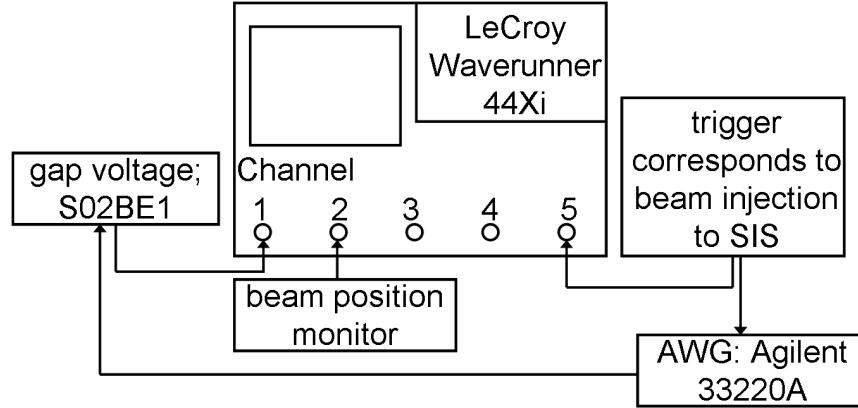 LeCroy
Waverunner
44Xi
trigger
corresponds to
beam injection
to SIS
gap voltage;
S02BE1
Channel
1 2 3 4 5
beam position
monitor
AWG: Agilent
33220A